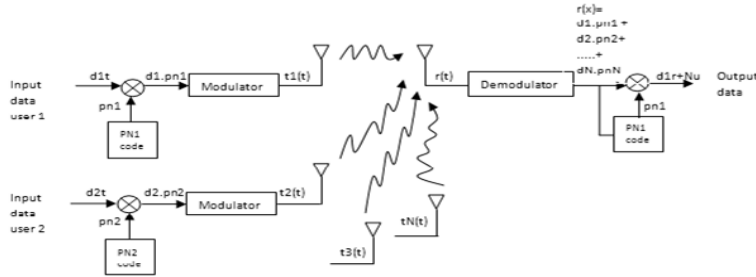 r(x)=
d1.pn1 +
d2.pn2+
.....+
dN.pnN
Input
data
user 1
d1t
d1.pn1
Modulator
t1(t)
r(t)
Demodulator
d1r+Nu
Output
data
pn1
PN1
code
pn1
PN1
code
Input
data
user 2
d2t
d2.pn2
Modulator
t2(t)
pn2
PN2
code
t3(t)
tN(t)